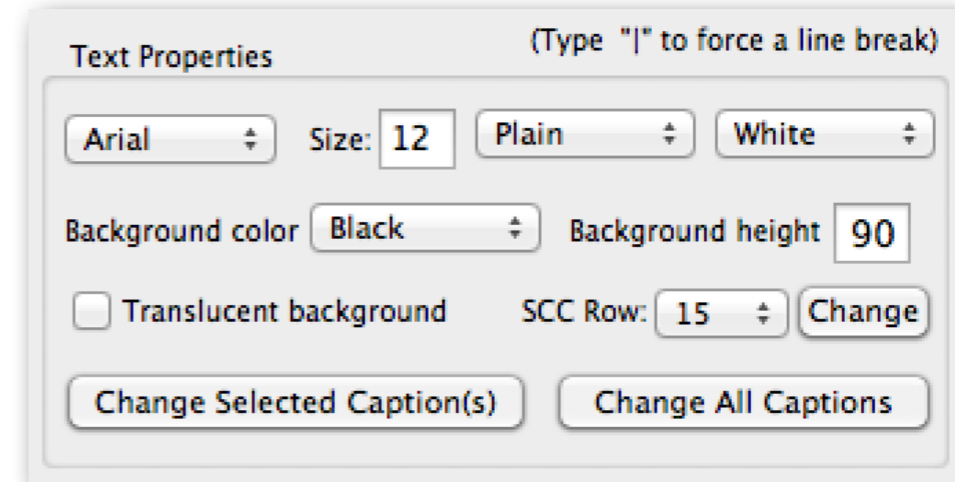 (Type "|" to force a line break)
Text Properties
Arial Size: 12 Plain White
Background color Black Background height 90
Translucent background SCC Row: 15 Change
Change Selected Caption(s) Change All Captions